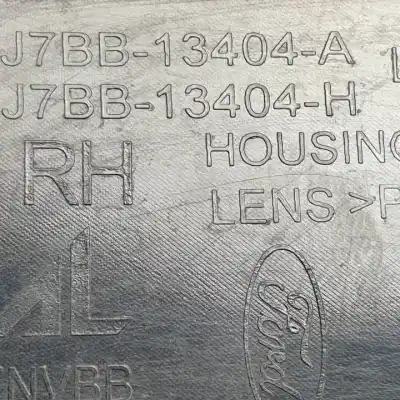 J7BB-13404-A
J7BB-13404-H
RH
HOUSING
LENS >P
Ford